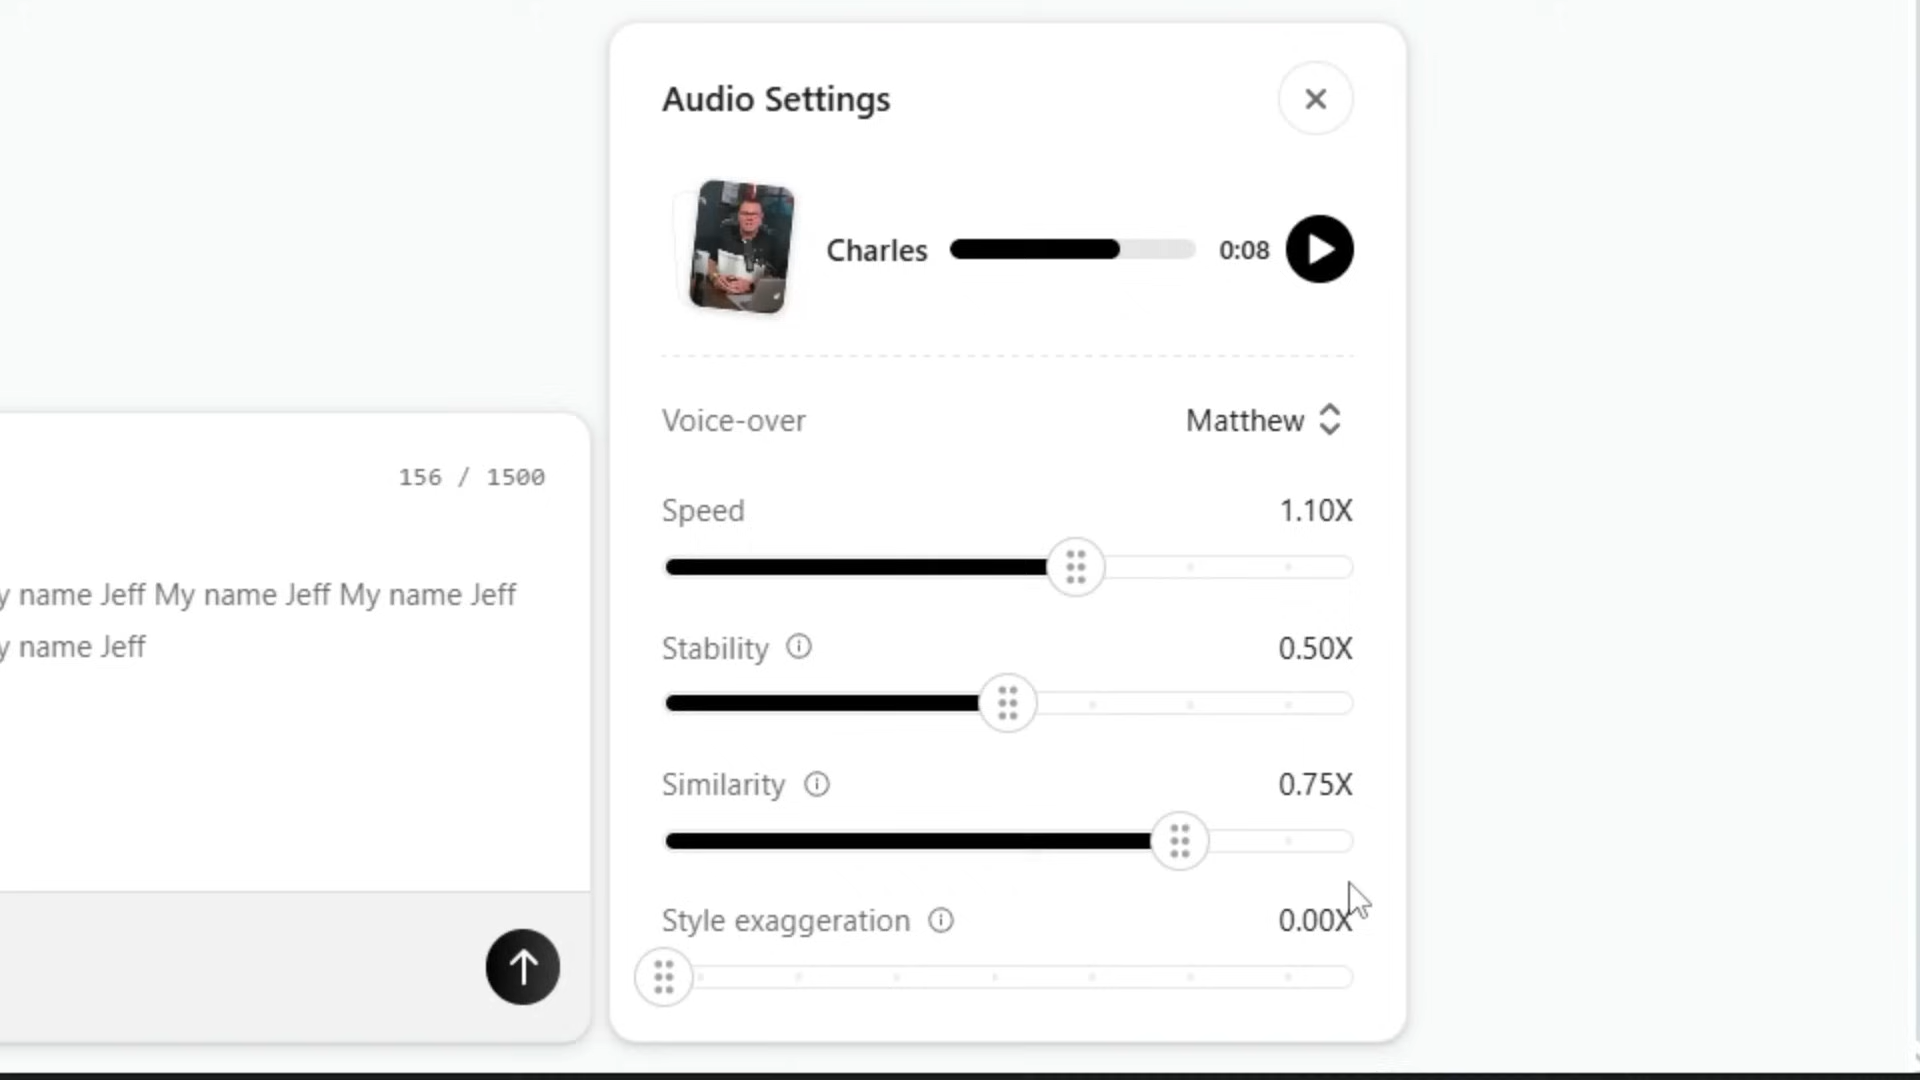 Audio Settings
Charles
0:08
Voice-over
Matthew
156 / 1500
Speed
1.10X
name Jeff My name Jeff My name Jeff
name Jeff
Stability
0.50X
Similarity
0.75X
Style exaggeration
0.00X